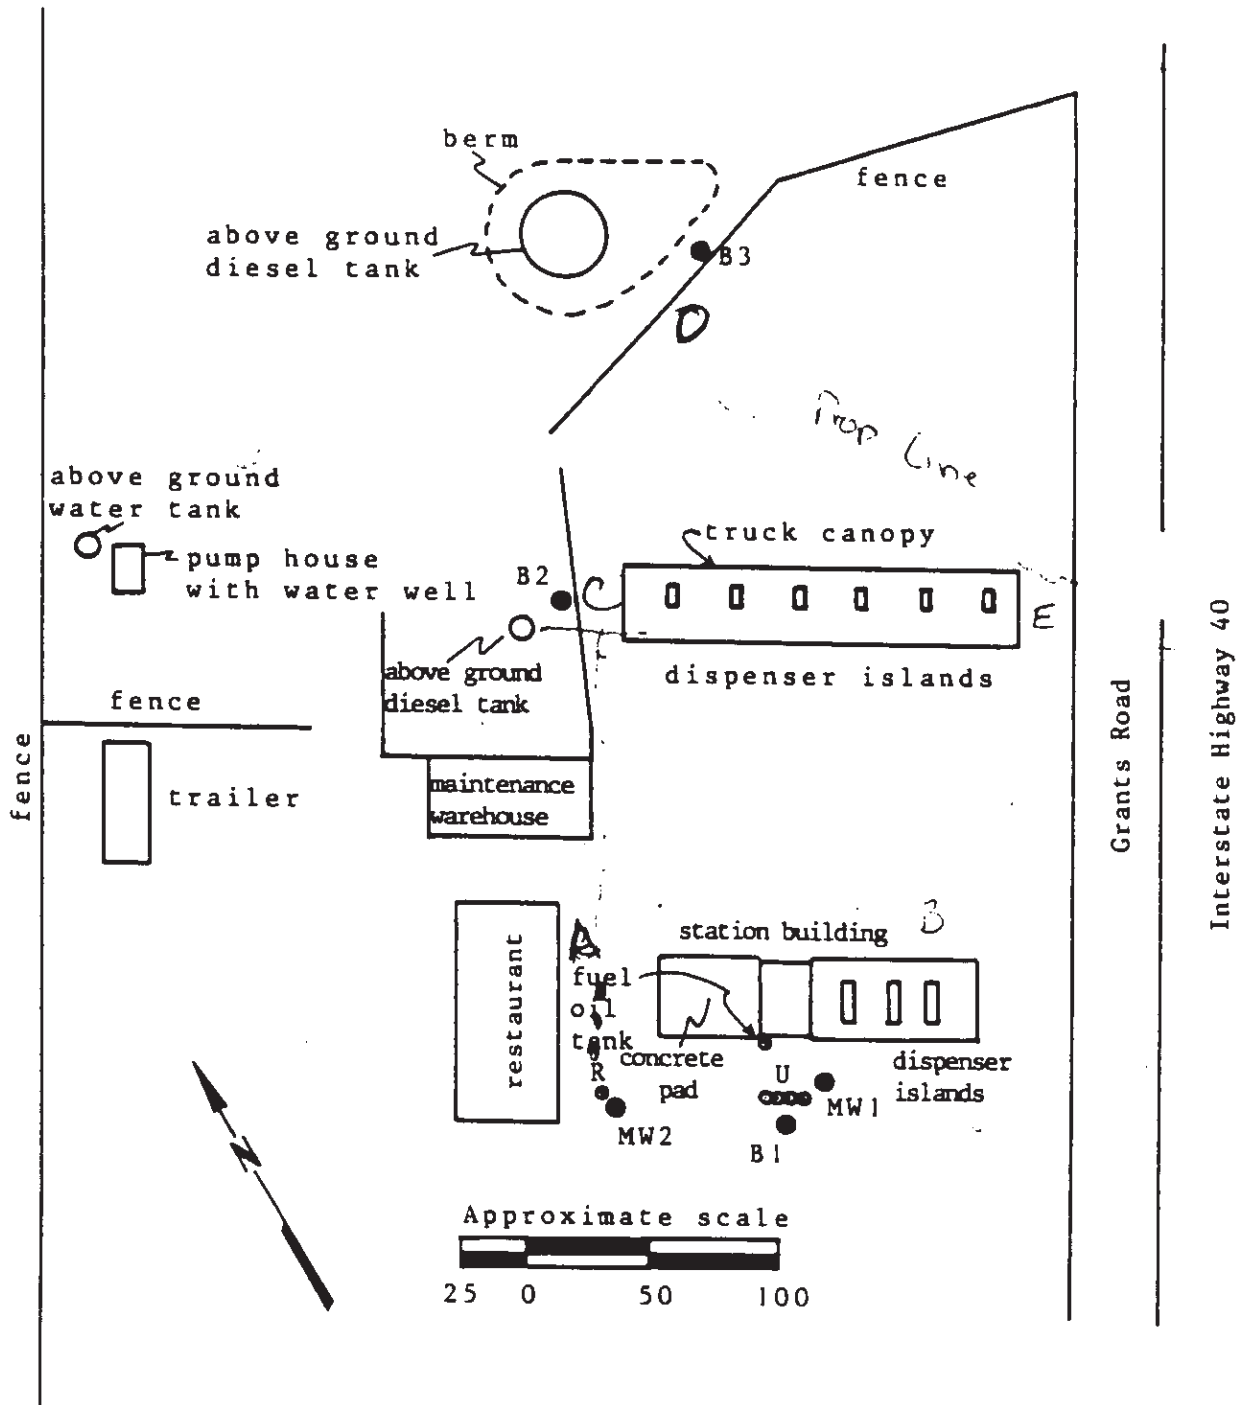 berm
fence
above ground
diesel tank
B3
D
Prop Line
above ground
water tank
truck canopy
pump house
with water well
B2
C
E
above ground
diesel tank
dispenser islands
fence
fence
trailer
maintenance
warehouse
Grants Road
Interstate Highway 40
restaurant
A
station building
B
fuel
oil
tank
concrete
pad
dispenser
islands
R
U
MW1
MW2
B1
N
Approximate scale
25 0 50 100